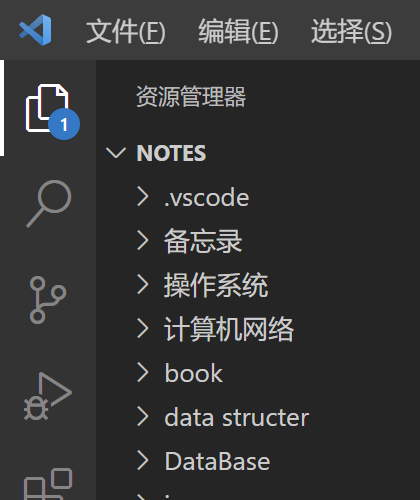 文件(F) 编辑(E) 选择(S)
资源管理器
1
NOTES
.vscode
备忘录
操作系统
计算机网络
book
data structer
DataBase